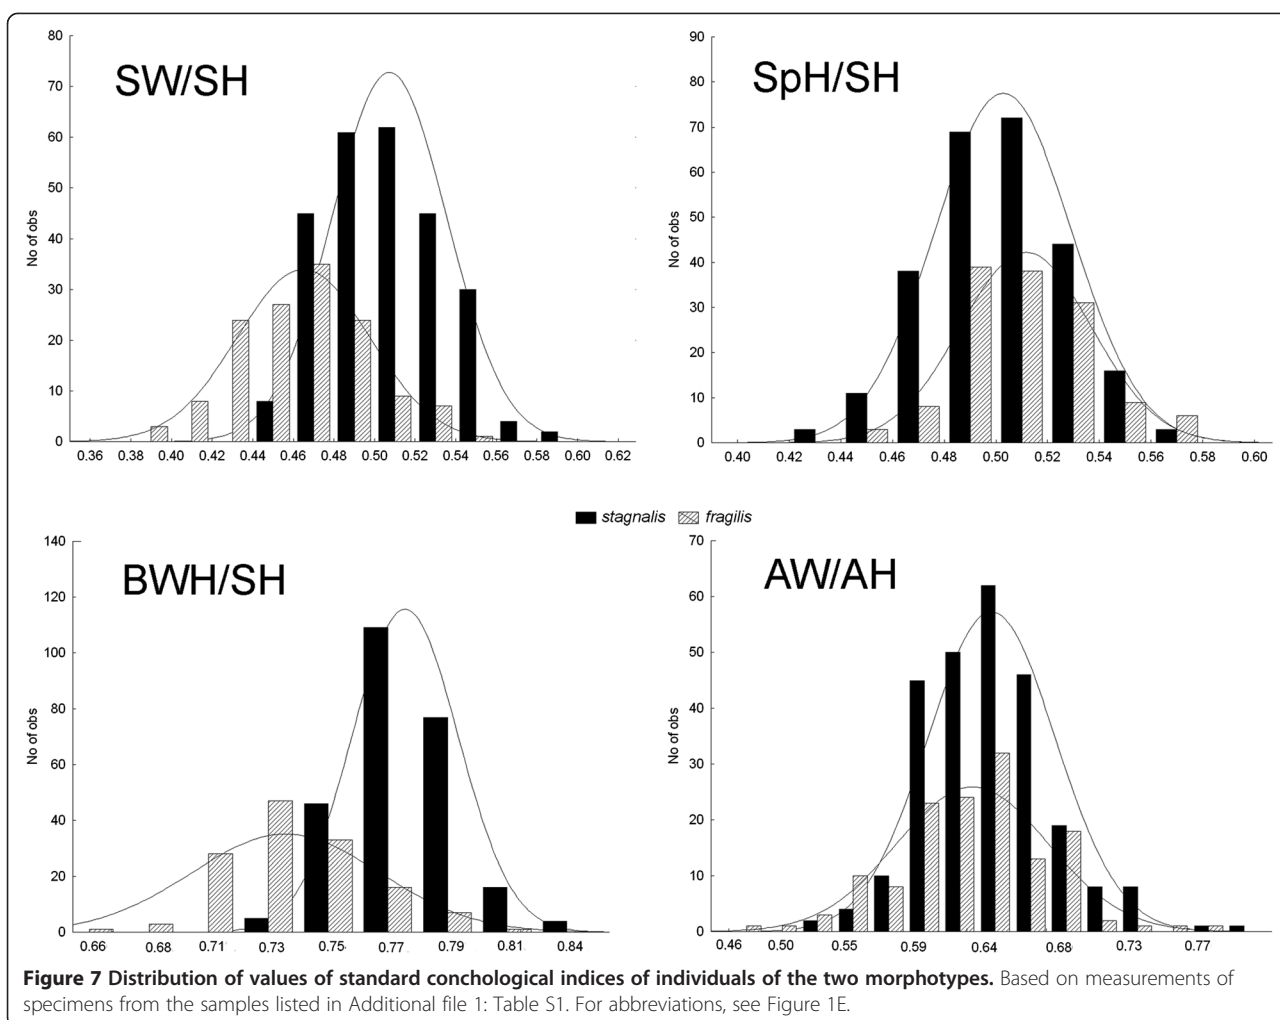 SW/SH
No of obs
80
70
60
50
40
30
20
10
0
0.36 0.38 0.40 0.42 0.44 0.46 0.48 0.50 0.52 0.54 0.56 0.58 0.60 0.62
SpH/SH
No of obs
90
80
70
60
50
40
30
20
10
0
0.40 0.42 0.44 0.46 0.48 0.50 0.52 0.54 0.56 0.58 0.60
stagnalis fragilis
BWH/SH
No of obs
140
120
100
80
60
40
20
0
0.66 0.68 0.71 0.73 0.75 0.77 0.79 0.81 0.84
AW/AH
No of obs
70
60
50
40
30
20
10
0
0.46 0.50 0.55 0.59 0.64 0.68 0.73 0.77
Figure 7 Distribution of values of standard conchological indices of individuals of the two morphotypes. Based on measurements of
specimens from the samples listed in Additional file 1: Table S1. For abbreviations, see Figure 1E.